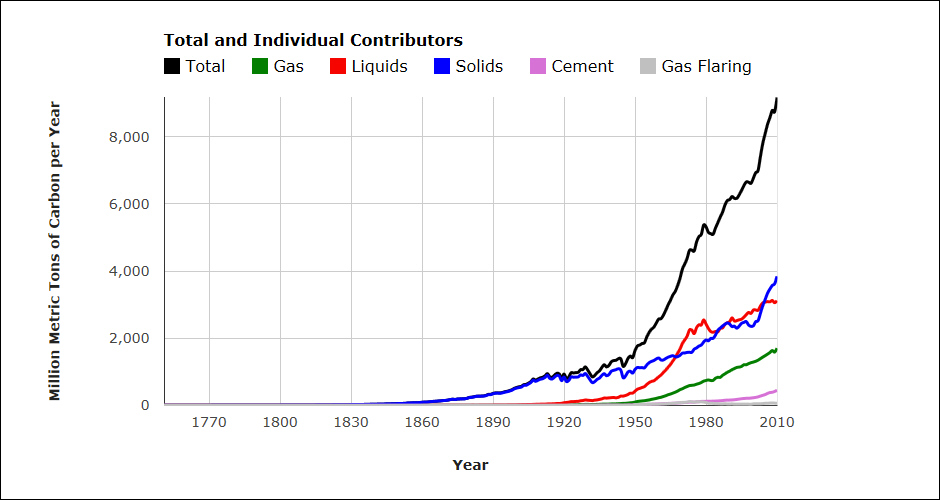 Total and Individual Contributors
Total Gas Liquids Solids Cement Gas Flaring
Million Metric Tons of Carbon per Year
8,000
6,000
4,000
2,000
0
1770 1800 1830 1860 1890 1920 1950 1980 2010
Year